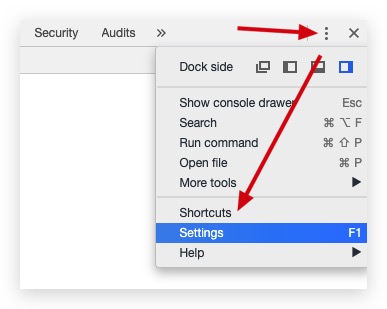 Security Audits »
Dock side
Show console drawer Esc
Search ⌘ ⌥ F
Run command ⌘ ⇧ P
Open file ⌘ P
More tools ▶
Shortcuts
Settings F1
Help ▶